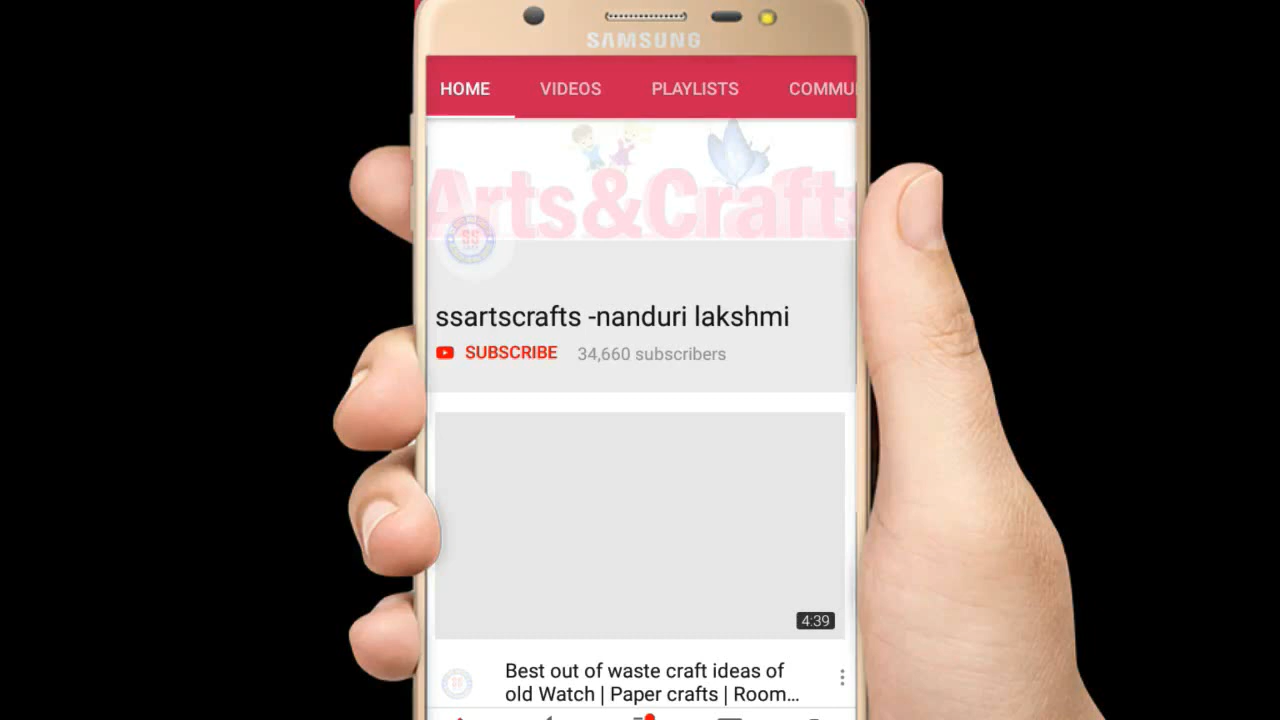 SAMSUNG
HOME VIDEOS PLAYLISTS COMMU
Arts&Crafts
SS
ssartscrafts -nanduri lakshmi
SUBSCRIBE 34,660 subscribers
4:39
Best out of waste craft ideas of
old Watch | Paper crafts | Room...